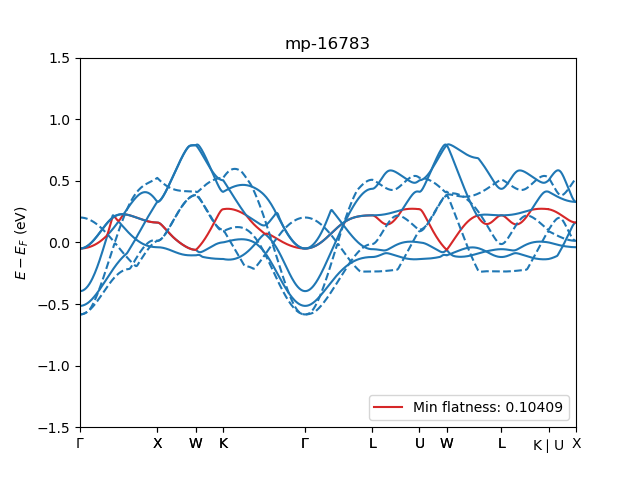 mp-16783
1.5
1.0
0.5
0.0
−0.5
−1.0
−1.5
E − E_F (eV)
Min flatness: 0.10409
Γ X W K Γ L U W L K | U X